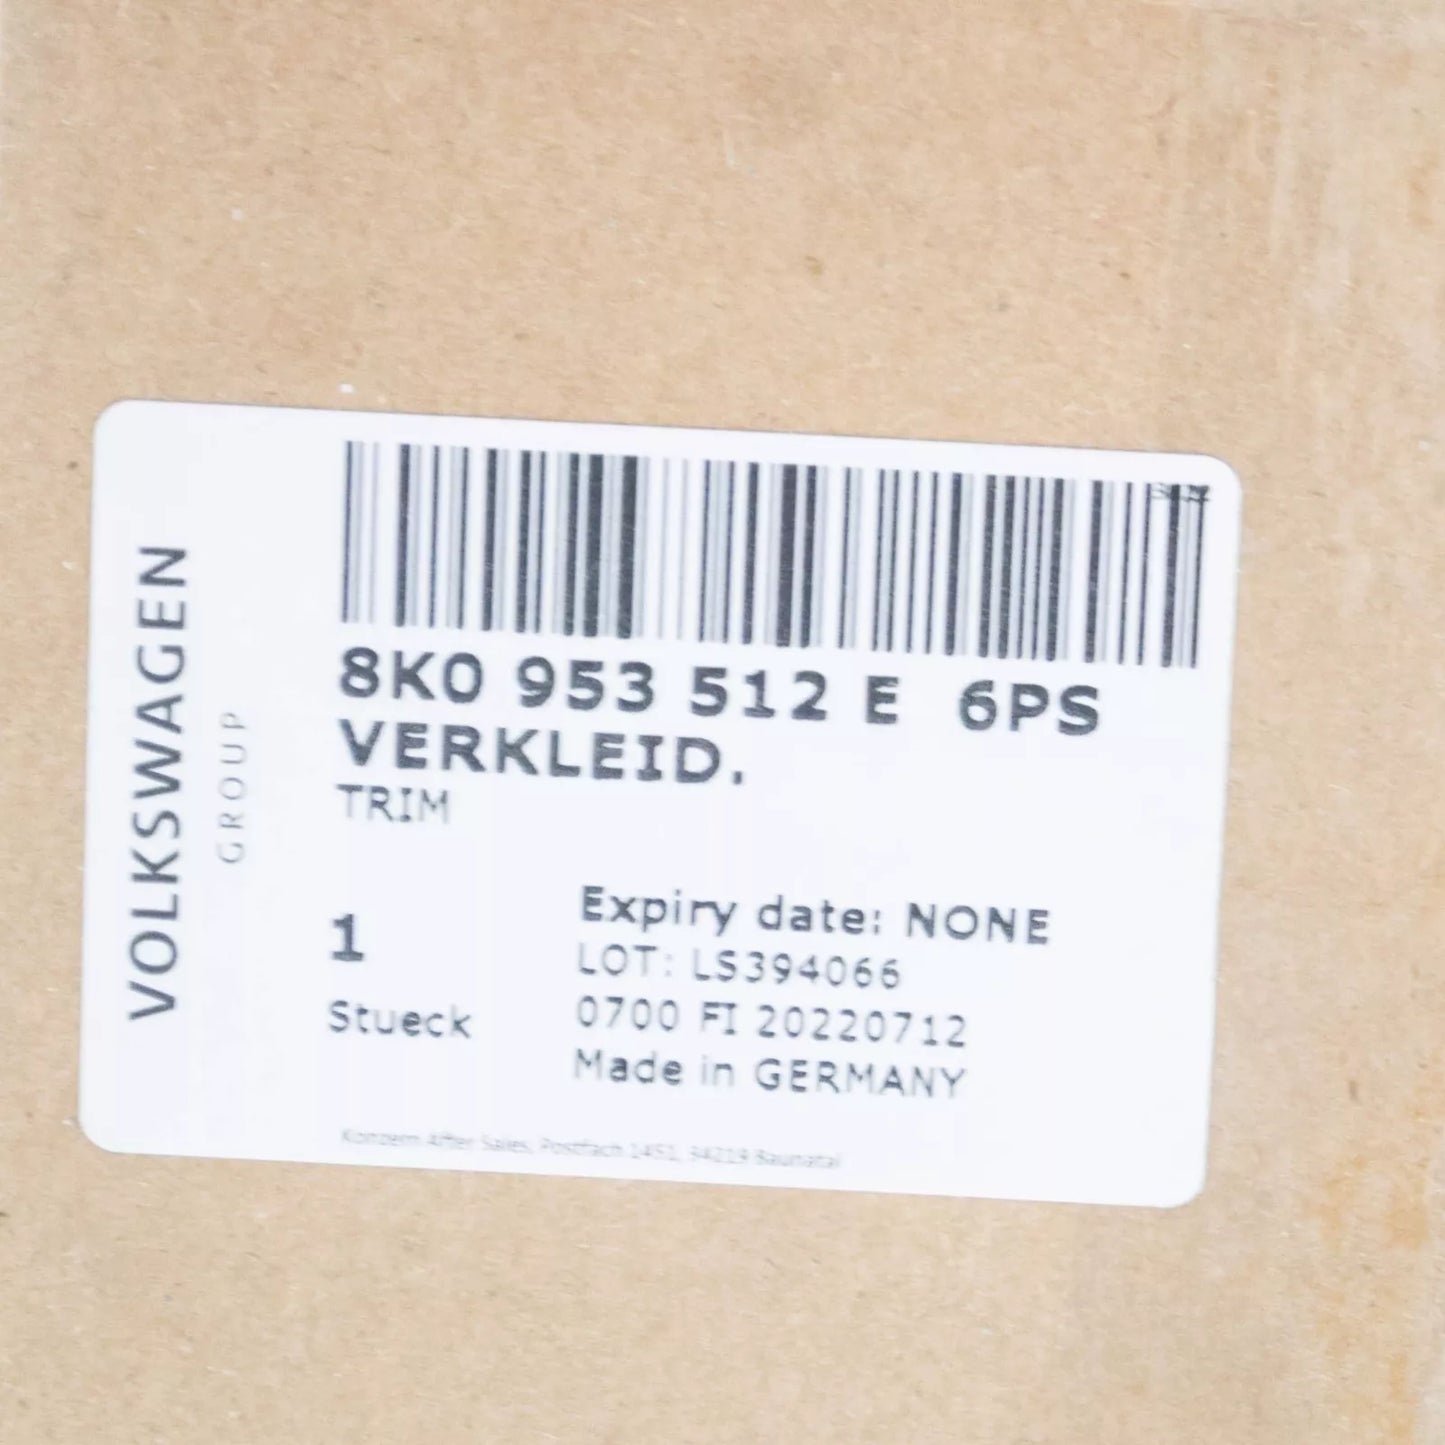 VOLKSWAGEN
GROUP
8K0 953 512 E 6PS
VERKLEID.
TRIM
1
Stueck
Expiry date: NONE
LOT: LS394066
0700 FI 20220712
Made in GERMANY
Konzern After Sales, Postfach 1451, 34219 Baunatal